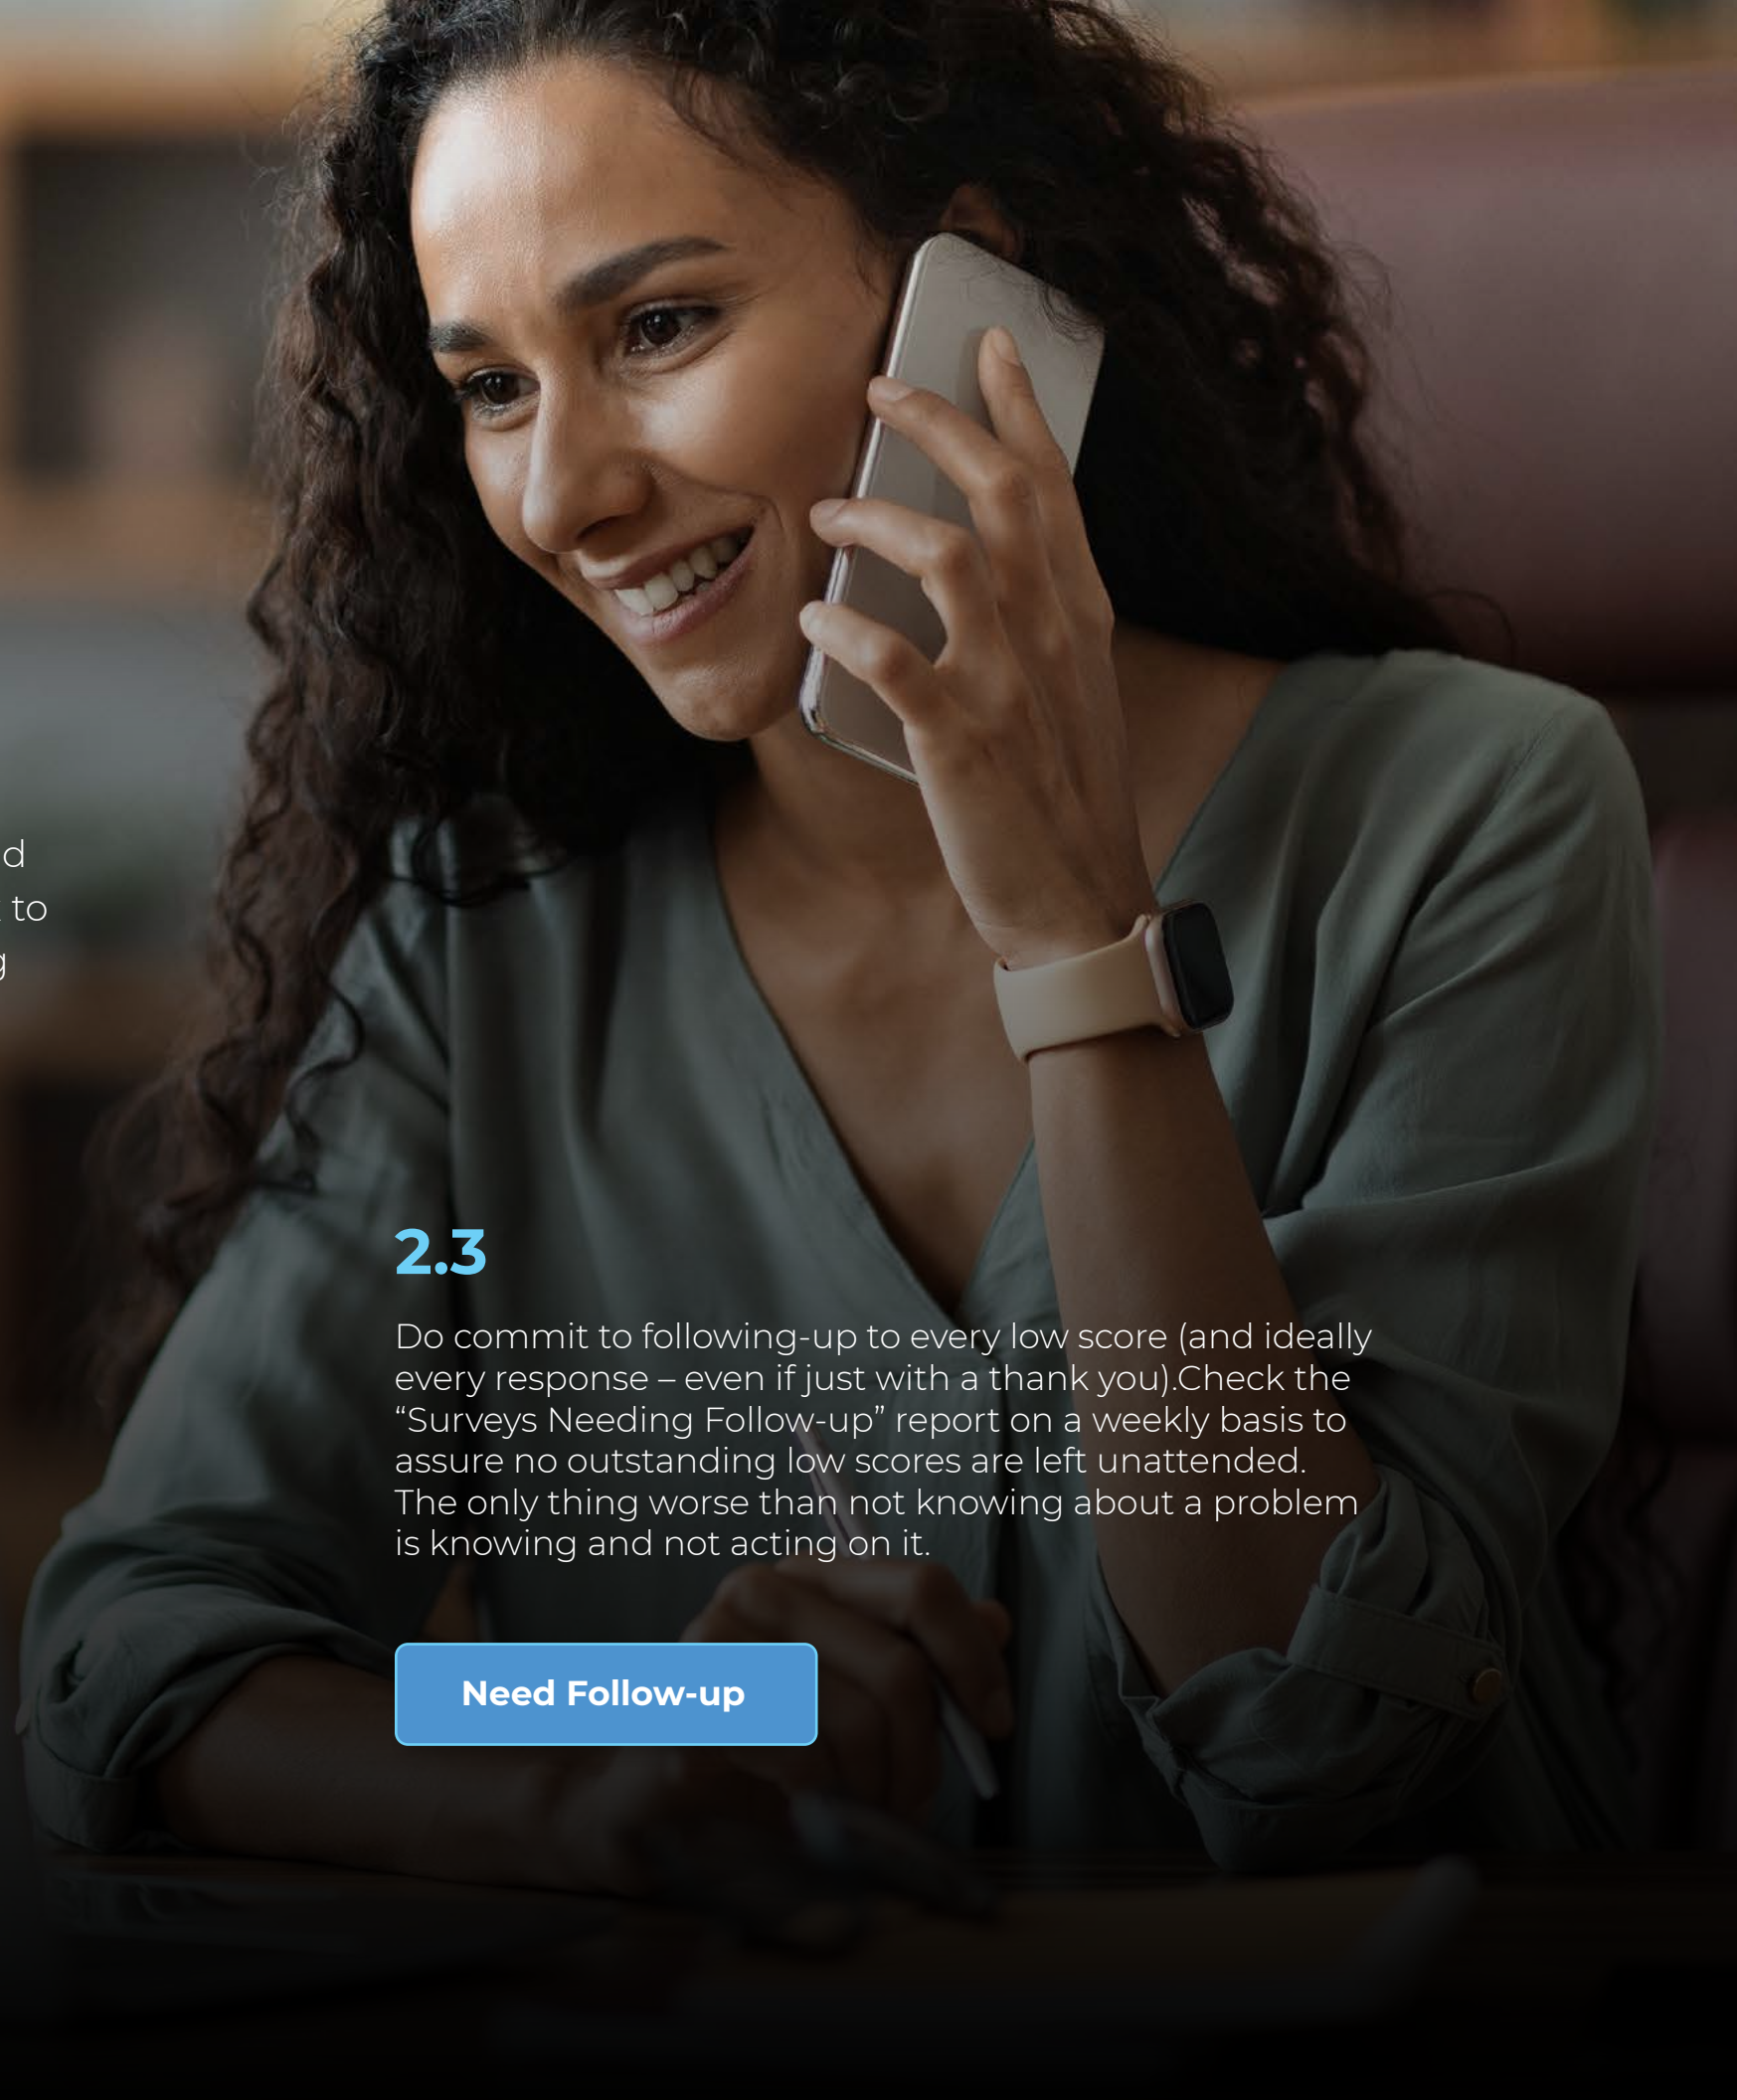 d
to
g
2.3
Do commit to following-up to every low score (and ideally
every response – even if just with a thank you).Check the
“Surveys Needing Follow-up” report on a weekly basis to
assure no outstanding low scores are left unattended.
The only thing worse than not knowing about a problem
is knowing and not acting on it.
Need Follow-up